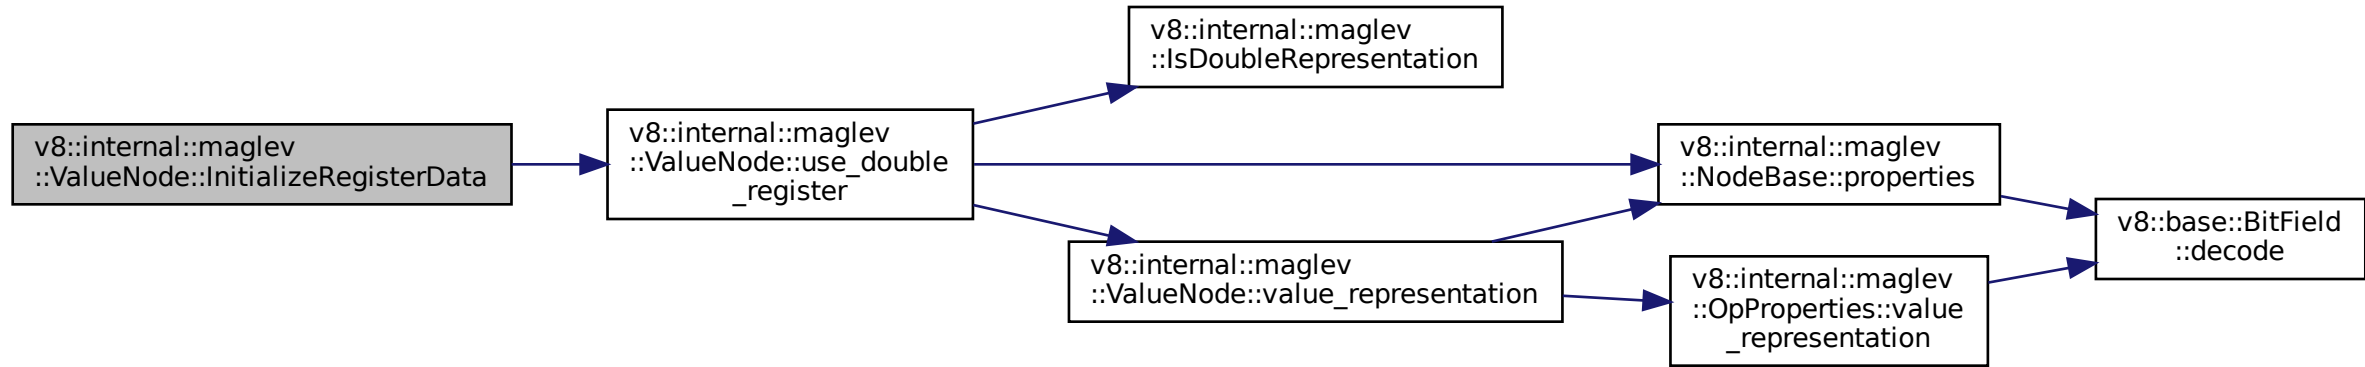 v8::internal::maglev
::ValueNode::InitializeRegisterData
v8::internal::maglev
::ValueNode::use_double
_register
v8::internal::maglev
::IsDoubleRepresentation
v8::internal::maglev
::ValueNode::value_representation
v8::internal::maglev
::NodeBase::properties
v8::internal::maglev
::OpProperties::value
_representation
v8::base::BitField
::decode